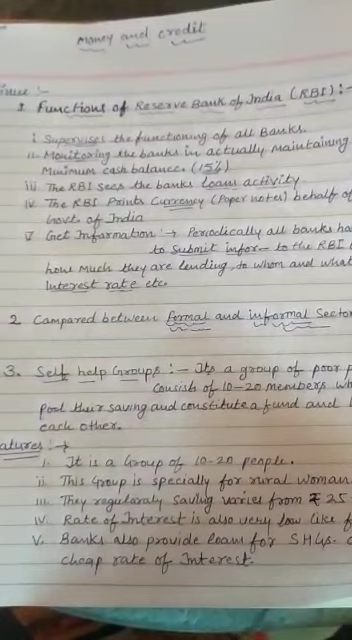 Money and credit
1. Functions of Reserve Bank of India (RBI):-
i. Supervises the functioning of all Banks.
ii. Monitoring the banks in actually maintaining
Minimum cash balance. (15%)
iii The RBI Sees the banks loans activity
iv. The RBI Prints Currency (Paper notes) behalf of
Govt. of India
V Get Information :→ Periodically all banks ha
to Submit infor- to the RBI
how Much they are lending, to whom and what
Interest rate etc.
2 Campared between formal and informal Sector
3. Self help Groups :- Its a group of poor p
Cousists of 10-20 members wh
Pool their saving and constitute a fund and
each other.
atures :→
i. It is a Group of 10-20 people.
ii. This Group is specially for rural woman.
iii. They regularaly Saving varies from ₹ 25
iv. Rate of Interest is also very low like f
V. Banks also provide loan for SHGs.
cheap rate of Interest.